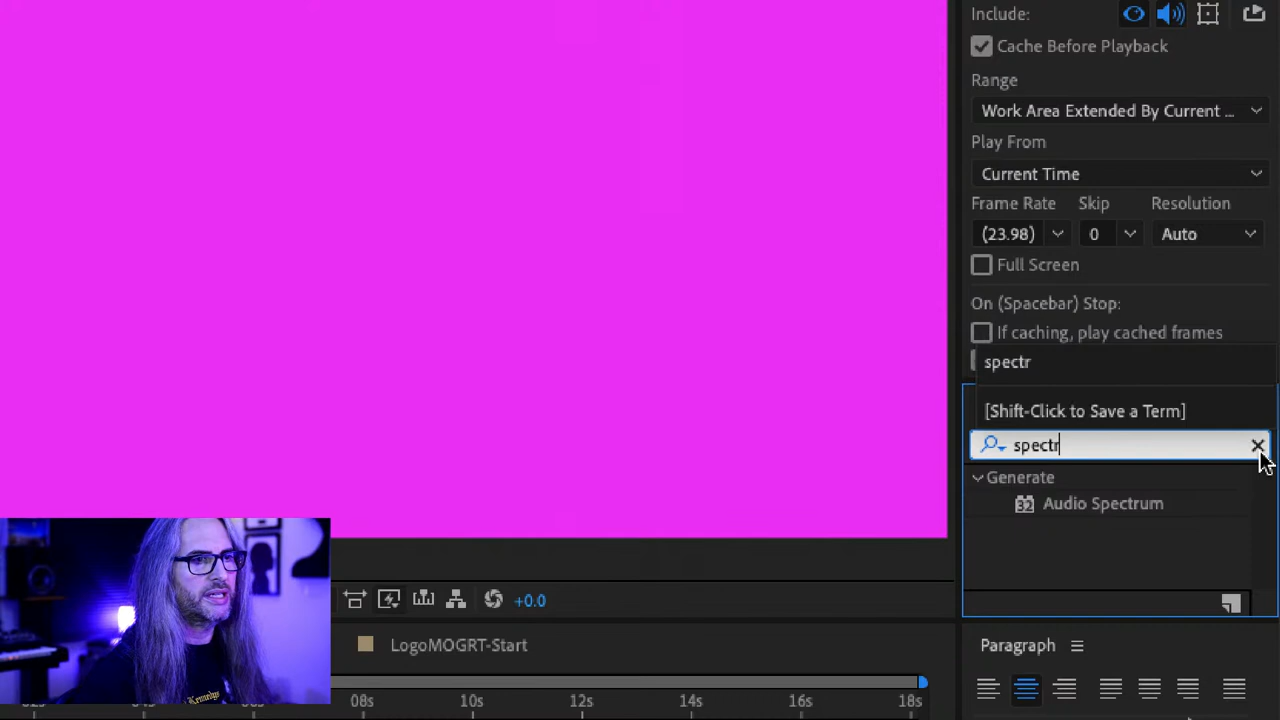 Include:
Cache Before Playback
Range
Work Area Extended By Current ...
Play From
Current Time
Frame Rate Skip Resolution
(23.98) 0 Auto
Full Screen
On (Spacebar) Stop:
If caching, play cached frames
spectr
[Shift-Click to Save a Term]
spectr
Generate
32 Audio Spectrum
+0.0
LogoMOGRT-Start
Paragraph
08s 10s 12s 14s 16s 18s